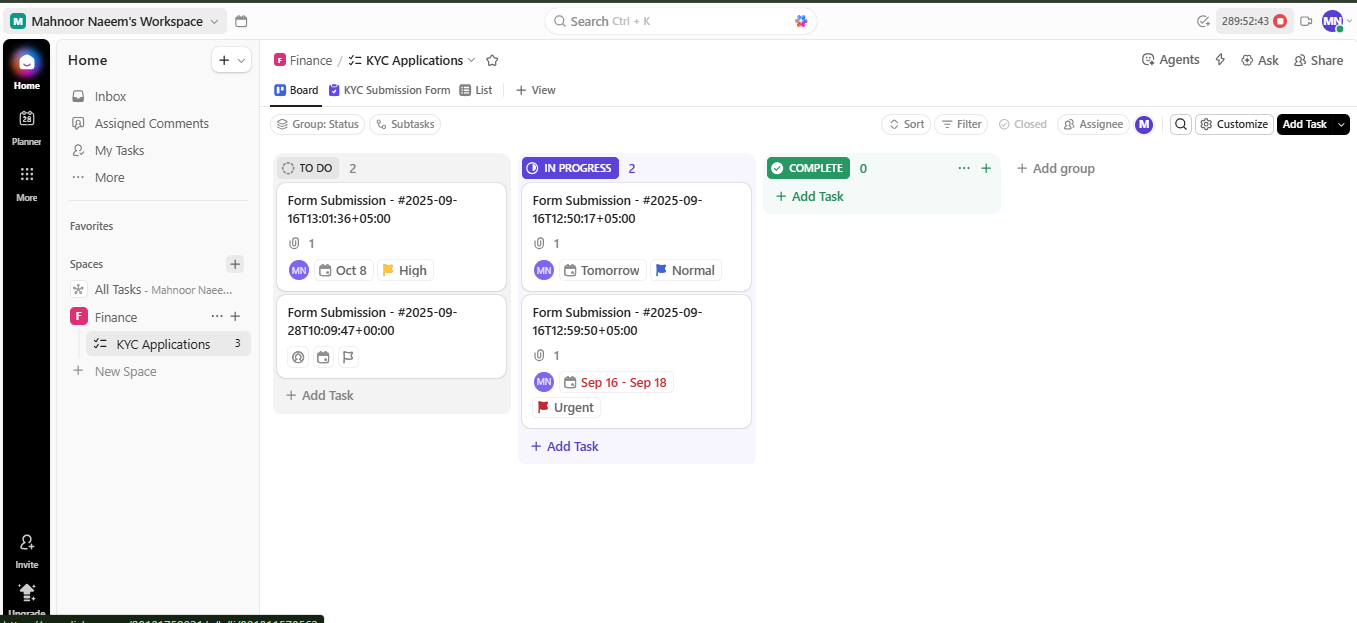 M Mahnoor Naeem's Workspace
Search Ctrl + K
289:52:43
MN
Home
28
Planner
More
Invite
Upgrade
Home
Inbox
Assigned Comments
My Tasks
More
Favorites
Spaces
All Tasks - Mahnoor Naee...
F Finance
KYC Applications 3
New Space
F Finance / KYC Applications
Agents
Ask
Share
Board
KYC Submission Form
List
View
Group: Status
Subtasks
Sort
Filter
Closed
Assignee
M
Customize
Add Task
TO DO 2
Form Submission - #2025-09-
16T13:01:36+05:00
1
MN Oct 8 High
Form Submission - #2025-09-
28T10:09:47+00:00
+ Add Task
IN PROGRESS 2
Form Submission - #2025-09-
16T12:50:17+05:00
1
MN Tomorrow Normal
Form Submission - #2025-09-
16T12:59:50+05:00
1
MN Sep 16 - Sep 18
Urgent
+ Add Task
COMPLETE 0
+ Add Task
+ Add group